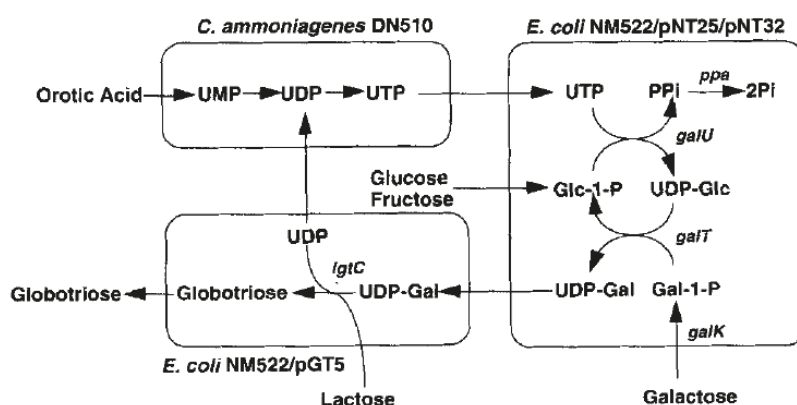 C. ammoniagenes DN510
E. coli NM522/pNT25/pNT32
Orotic Acid
UMP
UDP
UTP
UTP
PPi
ppa
2Pi
galU
Glucose
Fructose
Glc-1-P
UDP-Glc
galT
UDP
lgtC
Globotriose
Globotriose
UDP-Gal
UDP-Gal
Gal-1-P
galK
E. coli NM522/pGT5
Lactose
Galactose